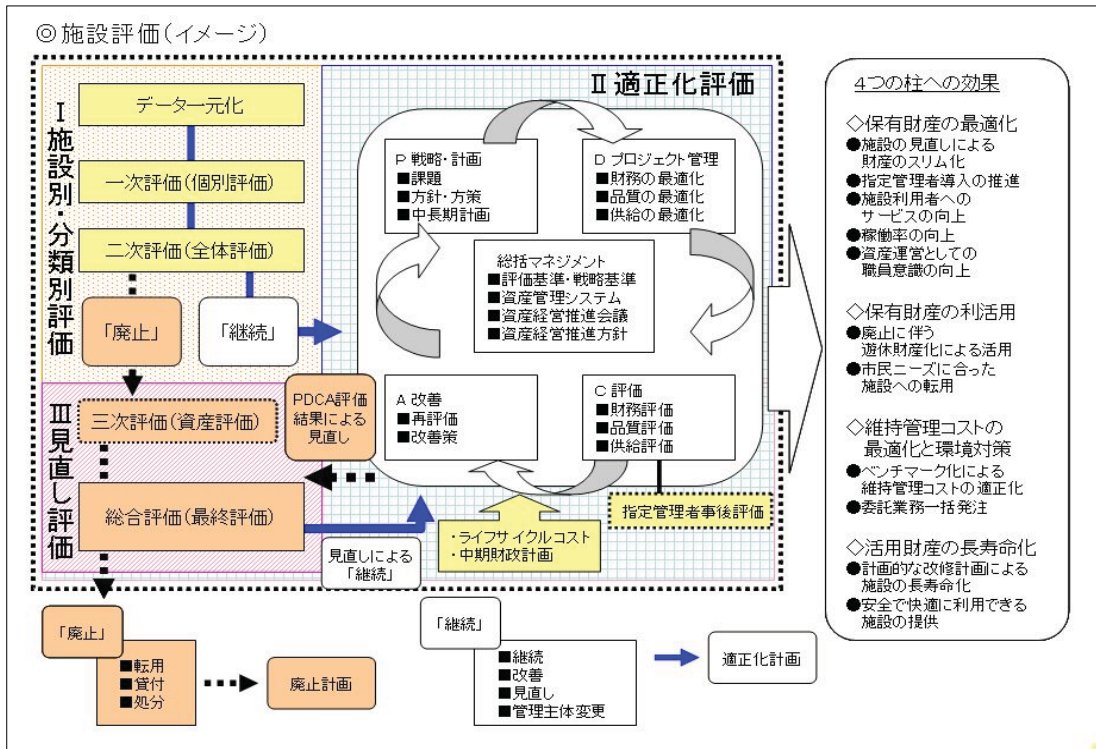 ◎施設評価(イメージ)
Ⅰ施設別・分類別評価
データ一元化
一次評価(個別評価)
二次評価(全体評価)
「廃止」
「継続」
Ⅱ適正化評価
P 戦略・計画
■課題
■方針・方策
■中長期計画
D プロジェクト管理
■財務の最適化
■品質の最適化
■供給の最適化
総括マネジメント
■評価基準・戦略基準
■資産管理システム
■資産経営推進会議
■資産経営推進方針
A 改善
■再評価
■改善策
C 評価
■財務評価
■品質評価
■供給評価
指定管理者事後評価
・ライフサイクルコスト
・中期財政計画
Ⅲ見直し評価
三次評価(資産評価)
PDCA評価
結果による
見直し
総合評価(最終評価)
見直しによる
「継続」
「廃止」
■転用
■貸付
■処分
廃止計画
「継続」
■継続
■改善
■見直し
■管理主体変更
適正化計画
4つの柱への効果
◇保有財産の最適化
●施設の見直しによる
財産のスリム化
●指定管理者導入の推進
●施設利用者への
サービスの向上
●稼働率の向上
●資産運営としての
職員意識の向上
◇保有財産の利活用
●廃止に伴う
遊休財産化による活用
●市民ニーズに合った
施設への転用
◇維持管理コストの
最適化と環境対策
●ベンチマーク化による
維持管理コストの適正化
●委託業務一括発注
◇活用財産の長寿命化
●計画的な改修計画による
施設の長寿命化
●安全で快適に利用できる
施設の提供